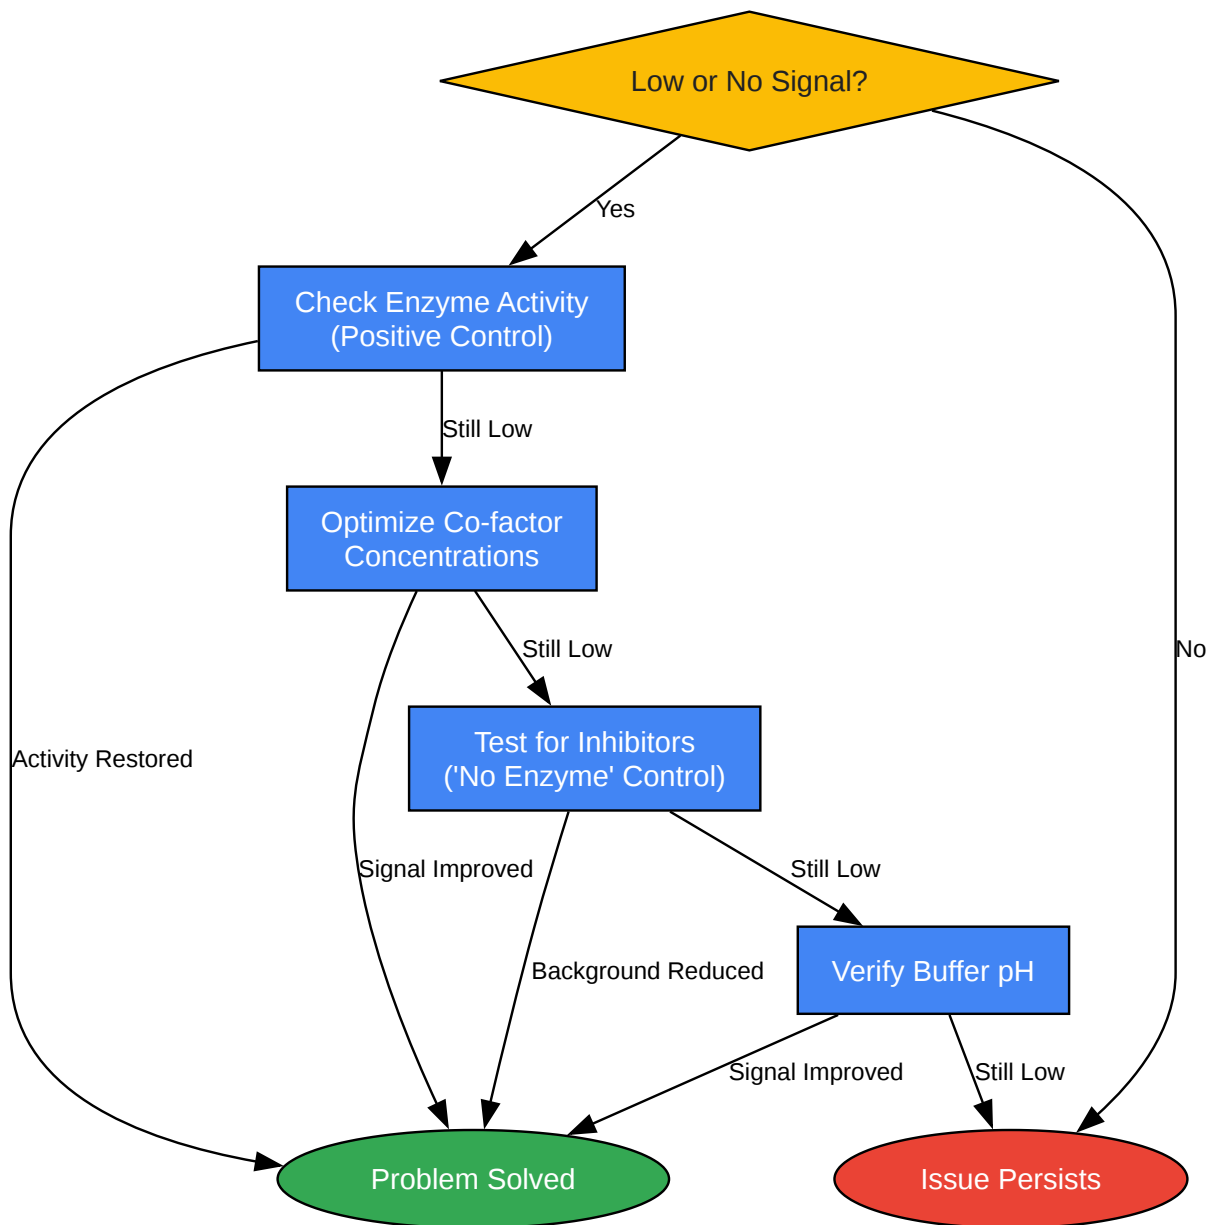 Low or No Signal?
Yes
Check Enzyme Activity
(Positive Control)
Still Low
Optimize Co-factor
Concentrations
Still Low
No
Test for Inhibitors
('No Enzyme' Control)
Activity Restored
Signal Improved
Still Low
Background Reduced
Verify Buffer pH
Signal Improved
Still Low
Problem Solved
Issue Persists